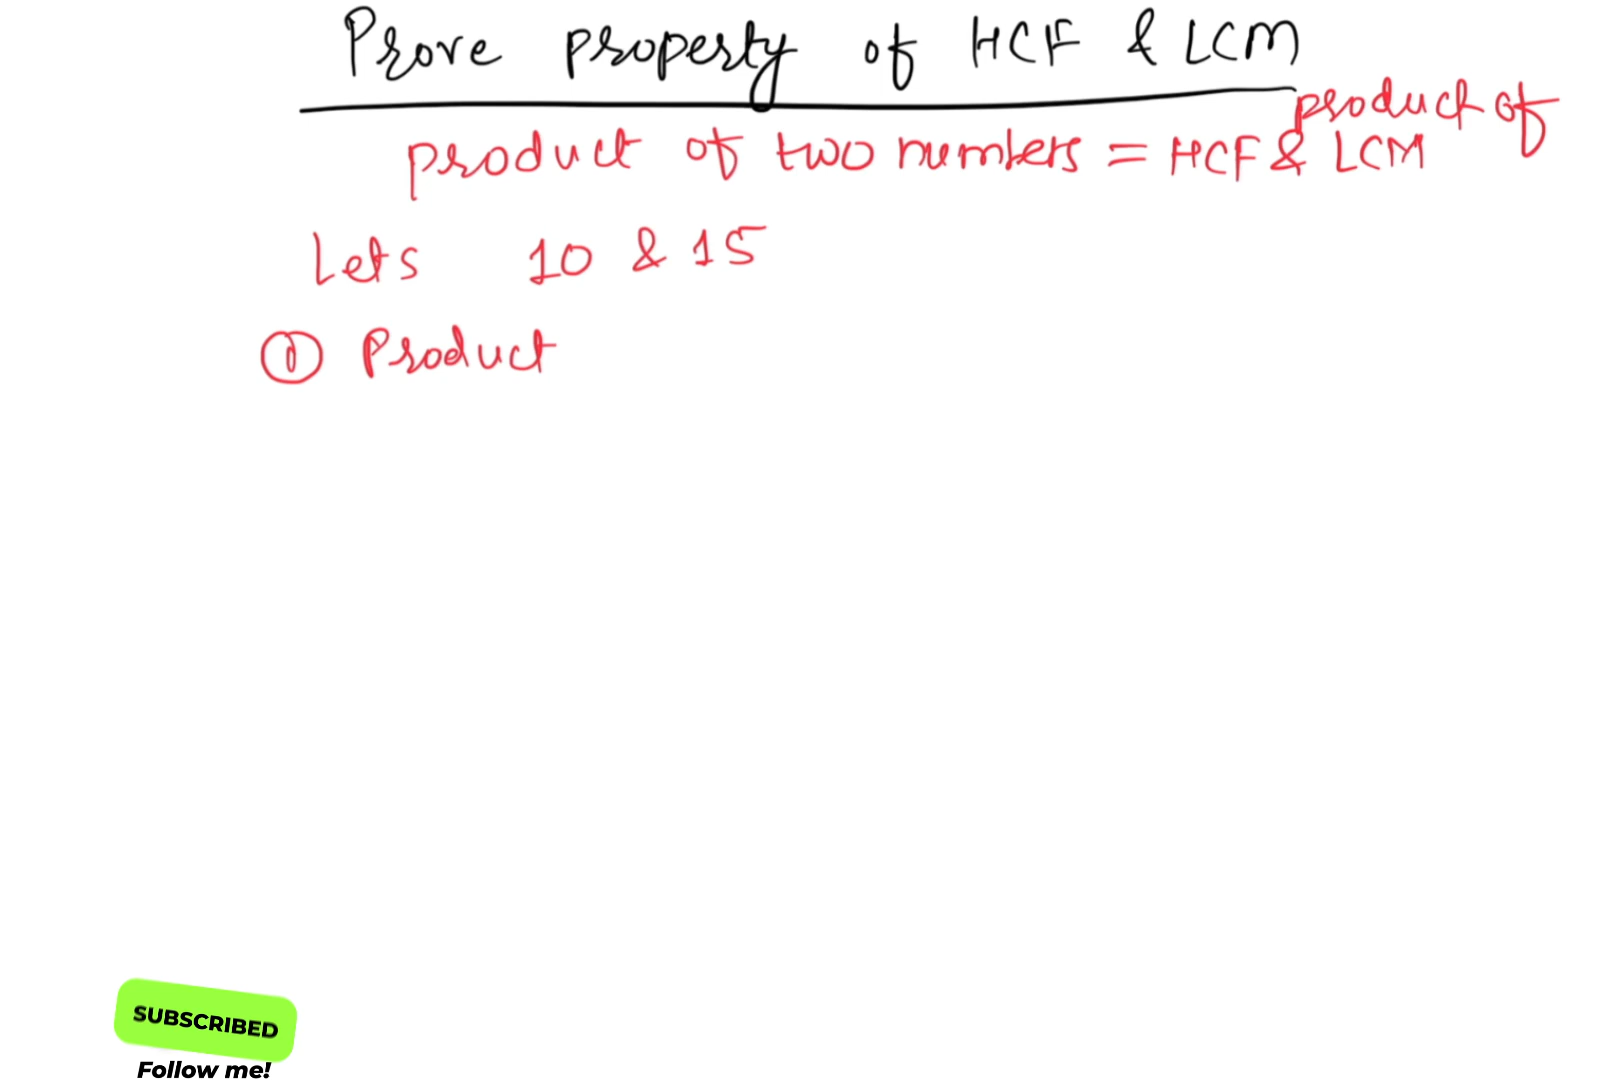 Prove property of HCF & LCM
product of
product of two numbers = HCF & LCM
Lets 10 & 15
① Product
SUBSCRIBED
Follow me!